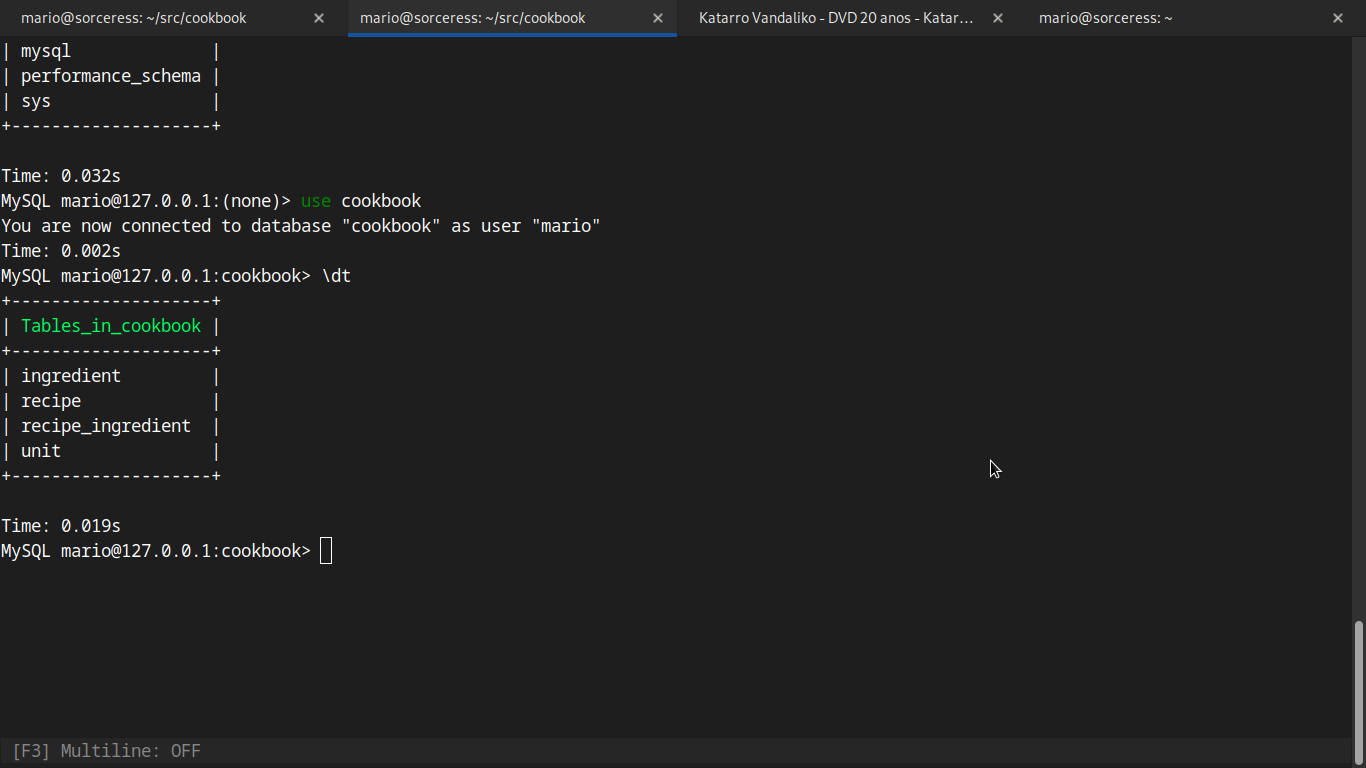 mario@sorceress: ~/src/cookbook
mario@sorceress: ~/src/cookbook
Katarro Vandaliko - DVD 20 anos - Katar…
mario@sorceress: ~
| mysql              |
| performance_schema |
| sys                |
+--------------------+
Time: 0.032s
MySQL mario@127.0.0.1:(none)> use cookbook
You are now connected to database "cookbook" as user "mario"
Time: 0.002s
MySQL mario@127.0.0.1:cookbook> \dt
+--------------------+
| Tables_in_cookbook |
+--------------------+
| ingredient         |
| recipe             |
| recipe_ingredient  |
| unit               |
+--------------------+
Time: 0.019s
MySQL mario@127.0.0.1:cookbook>
[F3] Multiline: OFF